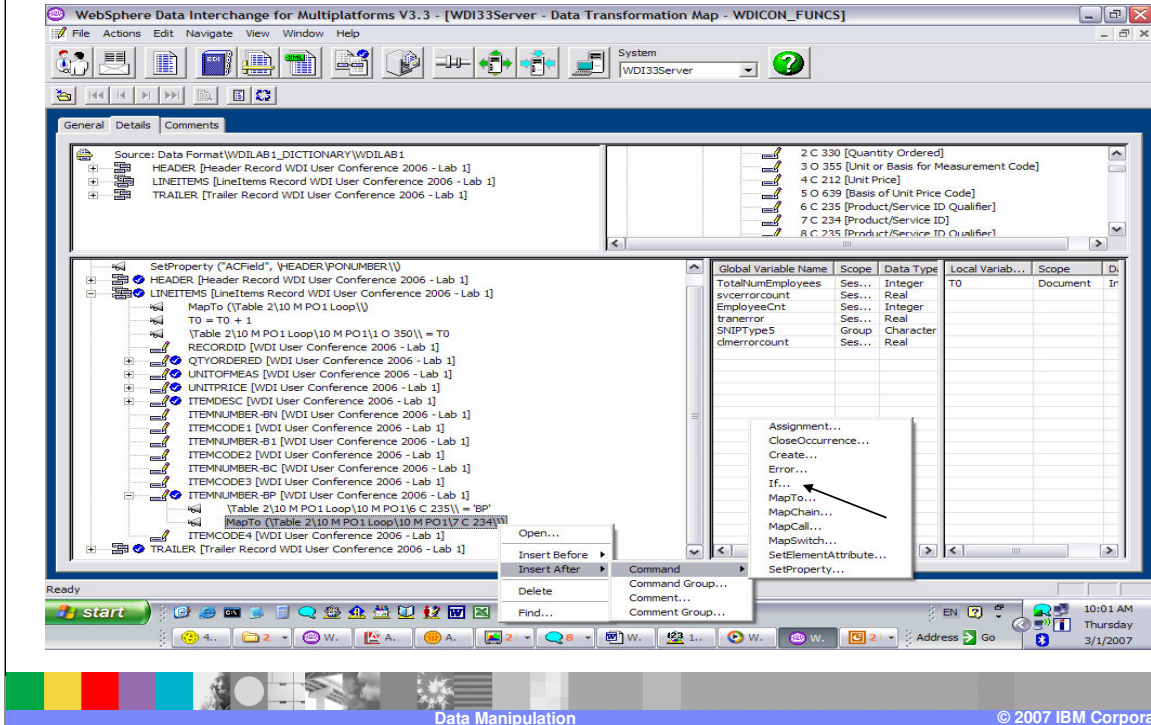 WebSphere Data Interchange for Multiplatforms V3.3 - [WDI33Server - Data Transformation Map - WDICON_FUNCS]
File Actions Edit Navigate View Window Help
System
WDI33Server
General Details Comments
Source: Data Format\WDILAB1_DICTIONARY\WDILAB1
HEADER [Header Record WDI User Conference 2006 - Lab 1]
LINEITEMS [LineItems Record WDI User Conference 2006 - Lab 1]
TRAILER [Trailer Record WDI User Conference 2006 - Lab 1]
2 C 330 [Quantity Ordered]
3 O 355 [Unit or Basis for Measurement Code]
4 C 212 [Unit Price]
5 O 639 [Basis of Unit Price Code]
6 C 235 [Product/Service ID Qualifier]
7 C 234 [Product/Service ID]
8 C 235 [Product/Service ID Qualifier]
SetProperty ("ACField", \HEADER\PONUMBER\\)
HEADER [Header Record WDI User Conference 2006 - Lab 1]
LINEITEMS [LineItems Record WDI User Conference 2006 - Lab 1]
MapTo (\Table 2\10 M PO1 Loop\\)
T0 = T0 + 1
\Table 2\10 M PO1 Loop\10 M PO1\1 O 350\\ = T0
RECORDID [WDI User Conference 2006 - Lab 1]
QTYORDERED [WDI User Conference 2006 - Lab 1]
UNITOFMEAS [WDI User Conference 2006 - Lab 1]
UNITPRICE [WDI User Conference 2006 - Lab 1]
ITEMDESC [WDI User Conference 2006 - Lab 1]
ITEMNUMBER-BN [WDI User Conference 2006 - Lab 1]
ITEMCODE1 [WDI User Conference 2006 - Lab 1]
ITEMNUMBER-B1 [WDI User Conference 2006 - Lab 1]
ITEMCODE2 [WDI User Conference 2006 - Lab 1]
ITEMNUMBER-BC [WDI User Conference 2006 - Lab 1]
ITEMCODE3 [WDI User Conference 2006 - Lab 1]
ITEMNUMBER-BP [WDI User Conference 2006 - Lab 1]
\Table 2\10 M PO1 Loop\10 M PO1\6 C 235\\ = 'BP'
MapTo (\Table 2\10 M PO1 Loop\10 M PO1\7 C 234\\)
ITEMCODE4 [WDI User Conference 2006 - Lab 1]
TRAILER [Trailer Record WDI User Conference 2006 - Lab 1]
Global Variable Name Scope Data Type
TotalNumEmployees Ses... Integer
svcerrorcount Ses... Real
EmployeeCnt Ses... Integer
tranerror Ses... Real
SNIPType5 Group Character
clmerrorcount Ses... Real
Local Variab... Scope
T0 Document
Open...
Insert Before
Insert After
Delete
Find...
Command
Command Group...
Comment...
Comment Group...
Assignment...
CloseOccurrence...
Create...
Error...
If...
MapTo...
MapChain...
MapCall...
MapSwitch...
SetElementAttribute...
SetProperty...
Ready
start
EN
10:01 AM
Thursday
3/1/2007
4.. 2 W. A. A. 2 8 W. 1.. W. W. 2 Address Go
Data Manipulation
© 2007 IBM Corpora